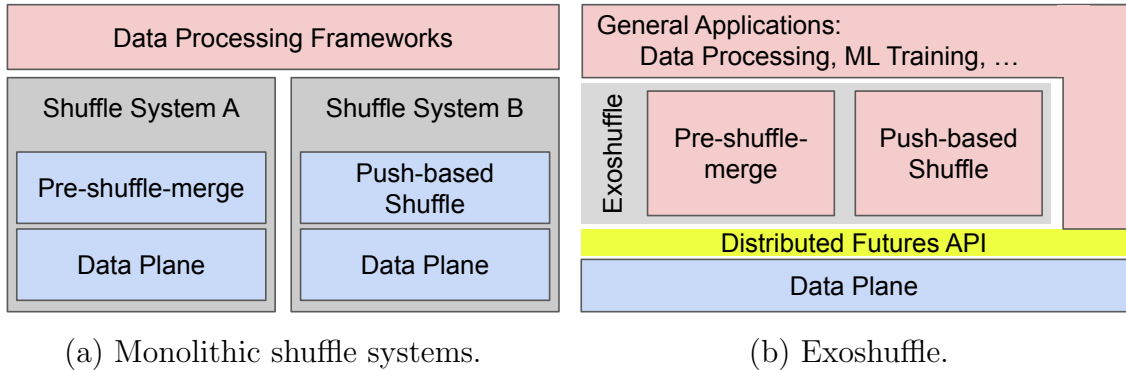 Data Processing Frameworks
Shuffle System A
Pre-shuffle-merge
Data Plane
Shuffle System B
Push-based
Shuffle
Data Plane
(a) Monolithic shuffle systems.
General Applications:
Data Processing, ML Training, …
Exoshuffle
Pre-shuffle-
merge
Push-based
Shuffle
Distributed Futures API
Data Plane
(b) Exoshuffle.